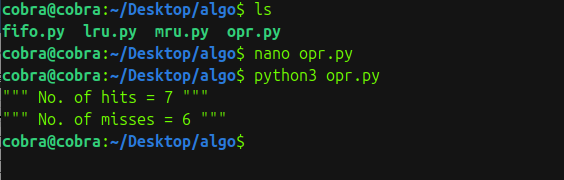 cobra@cobra:~/Desktop/algo$ ls
fifo.py  lru.py  mru.py  opr.py
cobra@cobra:~/Desktop/algo$ nano opr.py
cobra@cobra:~/Desktop/algo$ python3 opr.py
""" No. of hits = 7 """
""" No. of misses = 6 """
cobra@cobra:~/Desktop/algo$